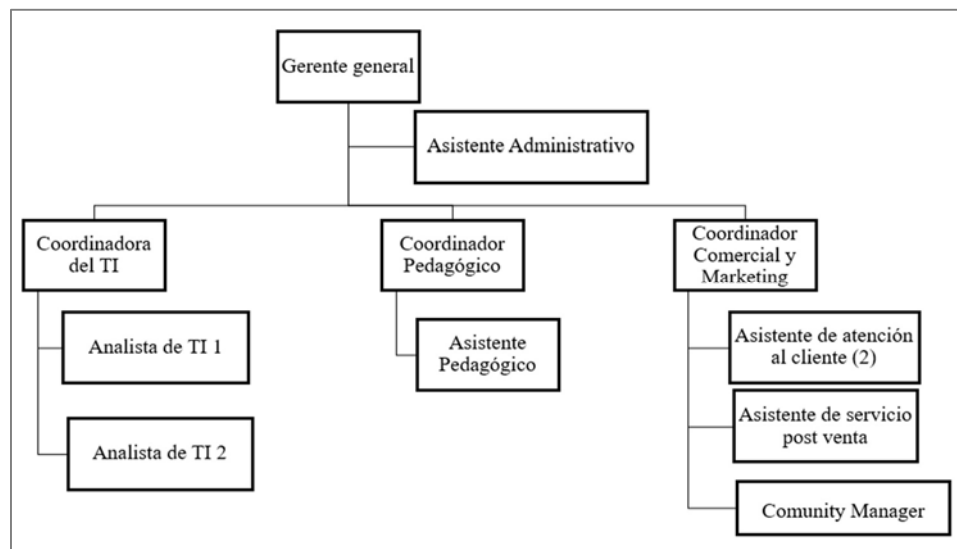 Gerente general
Asistente Administrativo
Coordinadora
del TI
Coordinador
Pedagógico
Coordinador
Comercial y
Marketing
Analista de TI 1
Asistente
Pedagógico
Asistente de atención
al cliente (2)
Asistente de servicio
post venta
Analista de TI 2
Comunity Manager